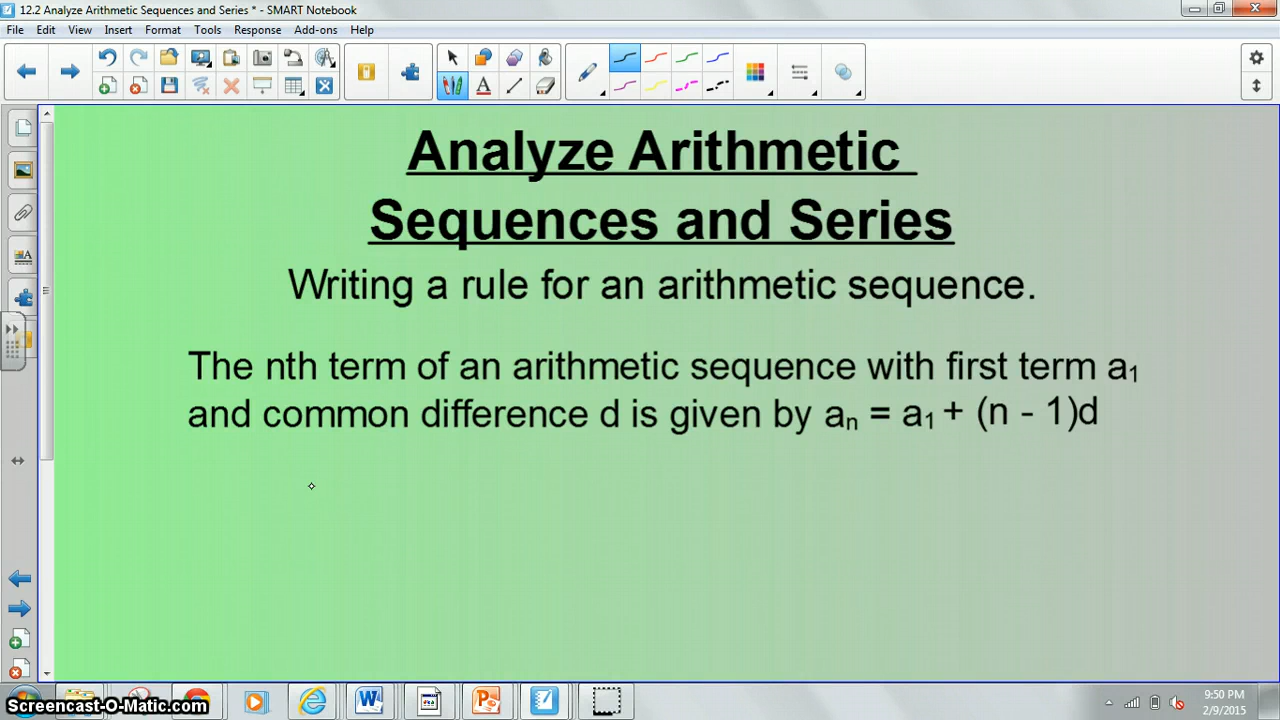 12.2 Analyze Arithmetic Sequences and Series * - SMART Notebook
File Edit View Insert Format Tools Response Add-ons Help
Analyze Arithmetic
Sequences and Series
Writing a rule for an arithmetic sequence.
The nth term of an arithmetic sequence with first term a₁
and common difference d is given by aₙ = a₁ + (n - 1)d
Screencast-O-Matic.com
9:50 PM
2/9/2015